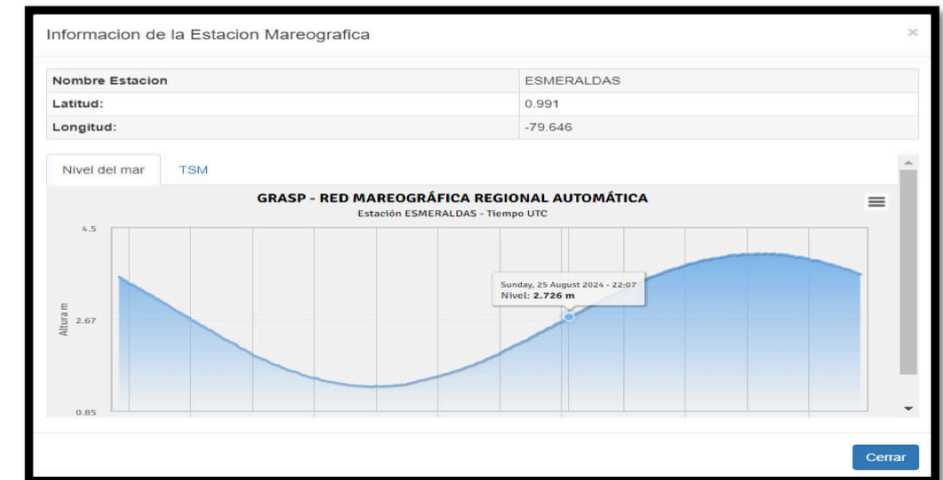 Informacion de la Estacion Mareografica ×
Nombre Estacion ESMERALDAS
Latitud: 0.991
Longitud: -79.646
Nivel del mar TSM
GRASP - RED MAREOGRÁFICA REGIONAL AUTOMÁTICA
Estación ESMERALDAS - Tiempo UTC
4.5
Sunday, 25 August 2024 - 22:07
Nivel: 2.726 m
Altura m
2.67
0.85
Cerrar